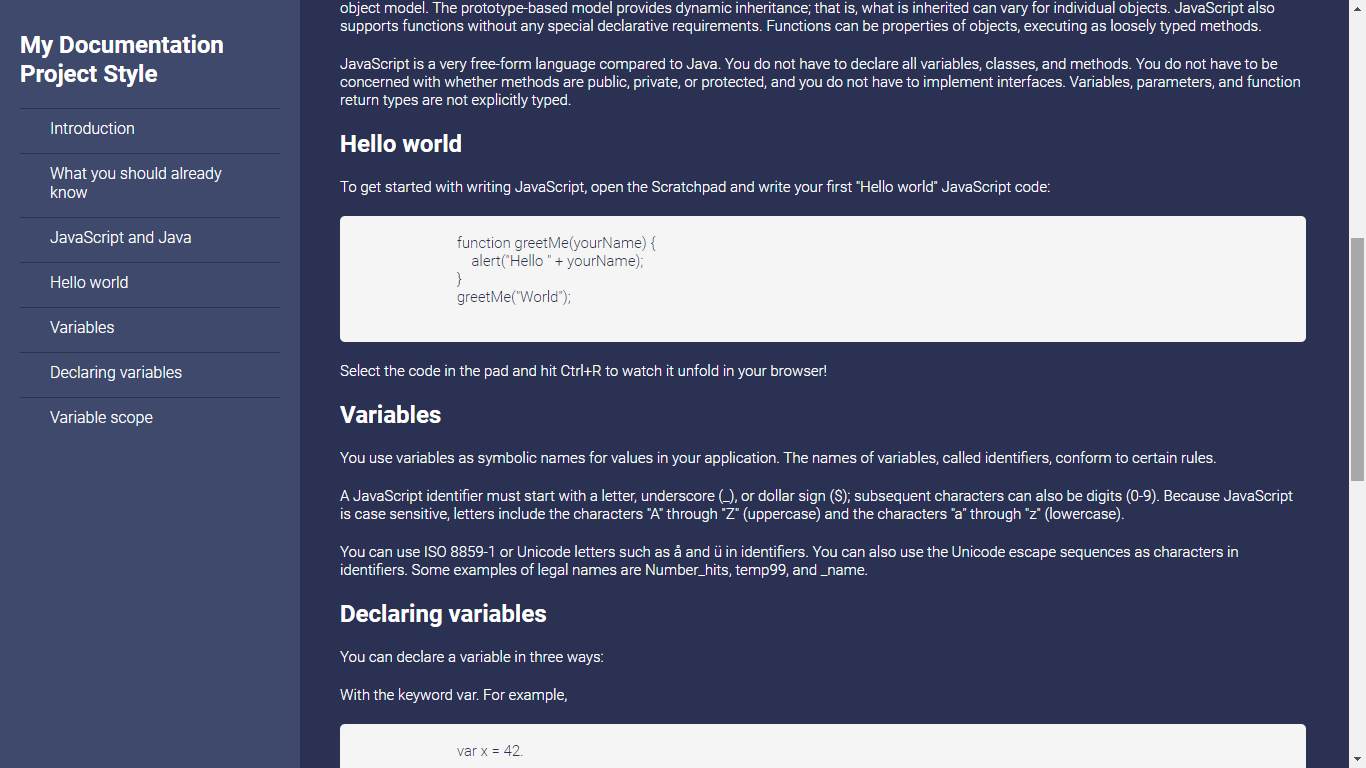 My Documentation
Project Style
Introduction
What you should already
know
JavaScript and Java
Hello world
Variables
Declaring variables
Variable scope
object model. The prototype-based model provides dynamic inheritance; that is, what is inherited can vary for individual objects. JavaScript also
supports functions without any special declarative requirements. Functions can be properties of objects, executing as loosely typed methods.
JavaScript is a very free-form language compared to Java. You do not have to declare all variables, classes, and methods. You do not have to be
concerned with whether methods are public, private, or protected, and you do not have to implement interfaces. Variables, parameters, and function
return types are not explicitly typed.
Hello world
To get started with writing JavaScript, open the Scratchpad and write your first "Hello world" JavaScript code:
function greetMe(yourName) {
alert("Hello " + yourName);
}
greetMe("World");
Select the code in the pad and hit Ctrl+R to watch it unfold in your browser!
Variables
You use variables as symbolic names for values in your application. The names of variables, called identifiers, conform to certain rules.
A JavaScript identifier must start with a letter, underscore (_), or dollar sign ($); subsequent characters can also be digits (0-9). Because JavaScript
is case sensitive, letters include the characters "A" through "Z" (uppercase) and the characters "a" through "z" (lowercase).
You can use ISO 8859-1 or Unicode letters such as å and ü in identifiers. You can also use the Unicode escape sequences as characters in
identifiers. Some examples of legal names are Number_hits, temp99, and _name.
Declaring variables
You can declare a variable in three ways:
With the keyword var. For example,
var x = 42.